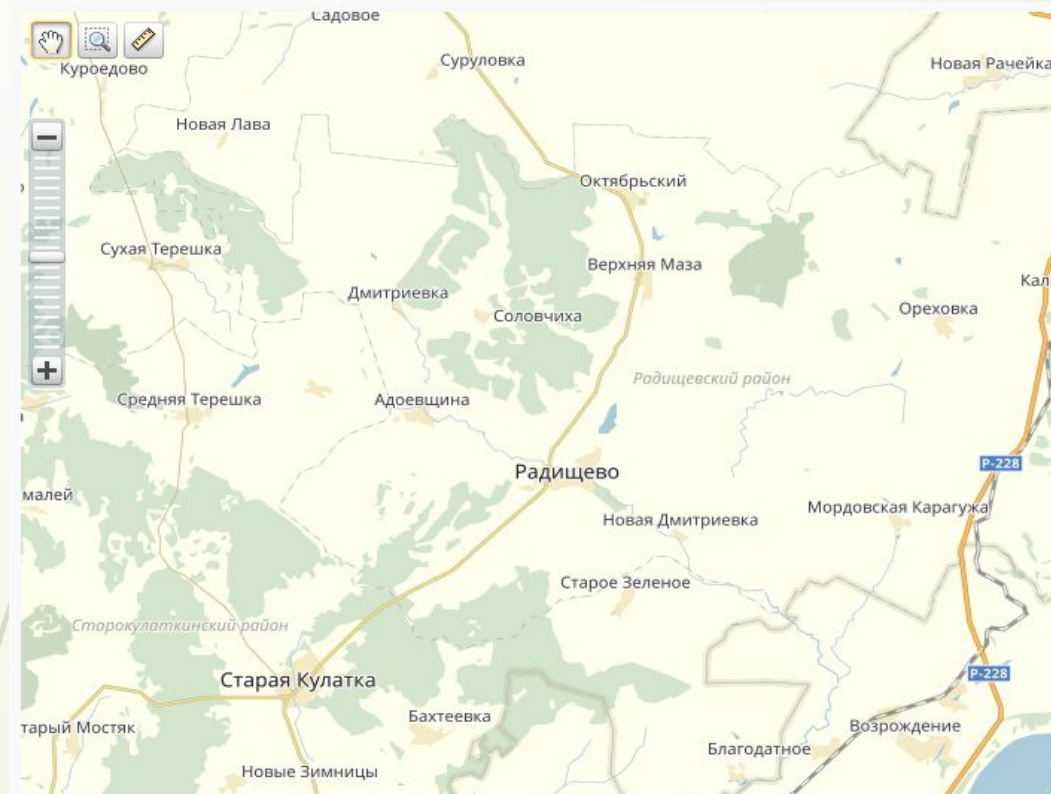 Садовое
Суруловка
Куроедово
Новая Рачейка
Новая Лава
Октябрьский
Сухая Терешка
Верхняя Маза
Кал
Дмитриевка
Соловчиха
Ореховка
Радищевский район
Средняя Терешка
Адоевщина
Р-228
Радищево
малей
Мордовская Карагужа
Новая Дмитриевка
Старое Зеленое
Старокулаткинский район
Р-228
Старая Кулатка
Бахтеевка
тарый Мостяк
Возрождение
Благодатное
Новые Зимницы